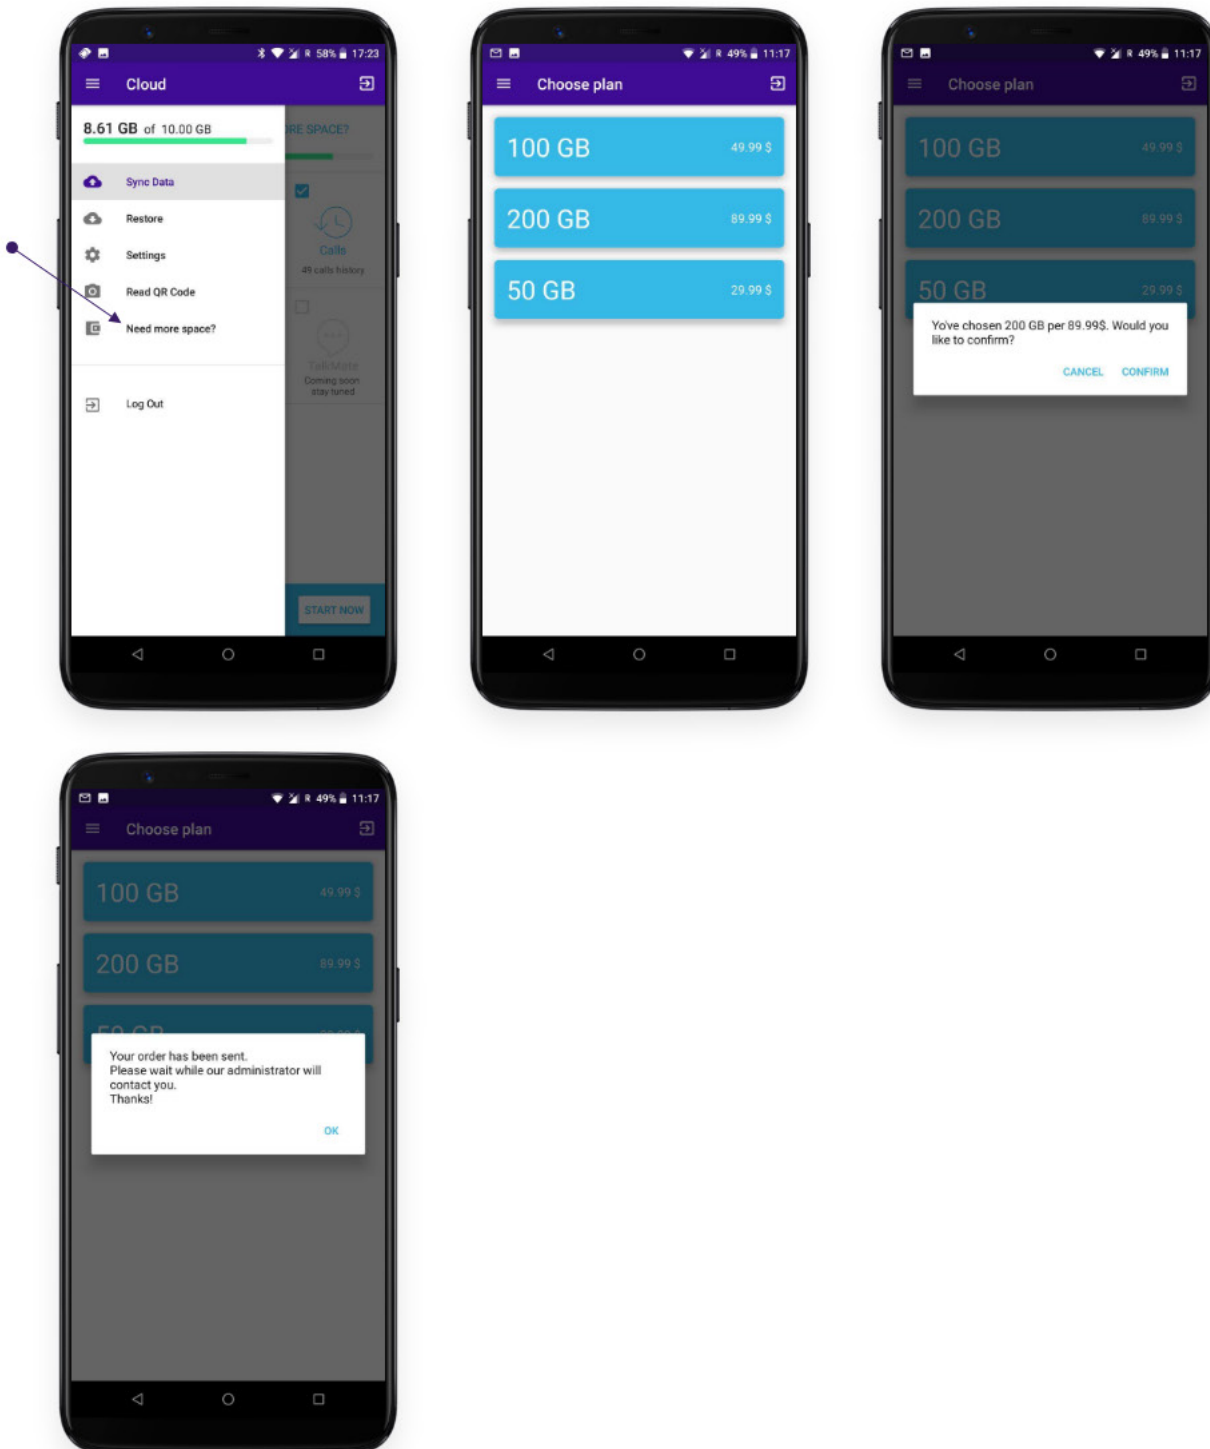 R 58% 17:23
Cloud
8.61 GB of 10.00 GB
Sync Data
Restore
Settings
Read QR Code
Need more space?
Log Out
RE SPACE?
Calls
49 calls history
TalkMate
Coming soon
stay tuned
START NOW
R 49% 11:17
Choose plan
100 GB 49.99 $
200 GB 89.99 $
50 GB 29.99 $
R 49% 11:17
Choose plan
100 GB 49.99 $
200 GB 89.99 $
50 GB 29.99 $
Yo've chosen 200 GB per 89.99$. Would you
like to confirm?
CANCEL CONFIRM
R 49% 11:17
Choose plan
100 GB 49.99 $
200 GB 89.99 $
Your order has been sent.
Please wait while our administrator will
contact you.
Thanks!
OK